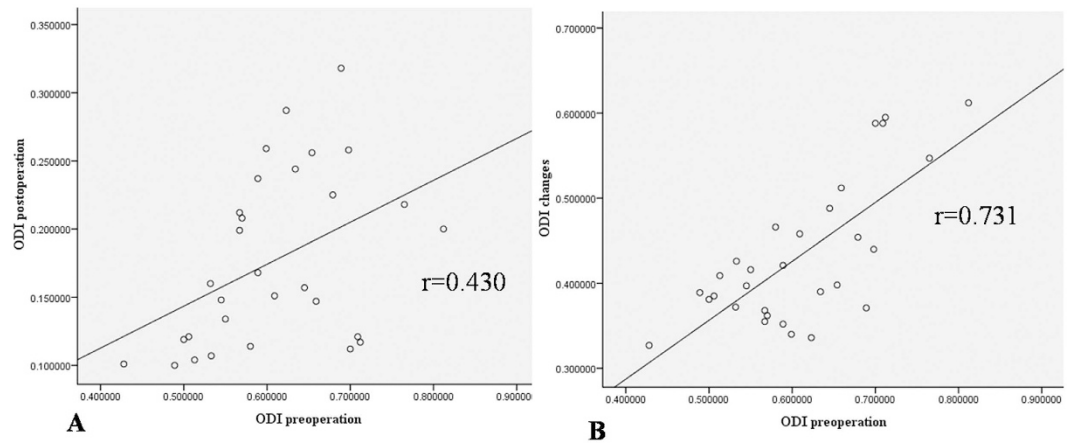 0.350000
0.300000
0.250000
0.200000
0.150000
0.100000
ODI postoperation
r=0.430
0.400000 0.500000 0.600000 0.700000 0.800000 0.900000
ODI preoperation
A
0.700000
0.600000
0.500000
0.400000
0.300000
ODI changes
r=0.731
0.400000 0.500000 0.600000 0.700000 0.800000 0.900000
ODI preoperation
B